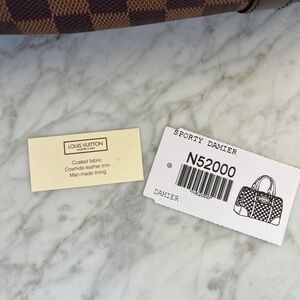 LOUIS VUITTON
Coated fabric
Cowhide leather trim
Man-made lining
SPORTY DAMIER
N52000
DAMIER